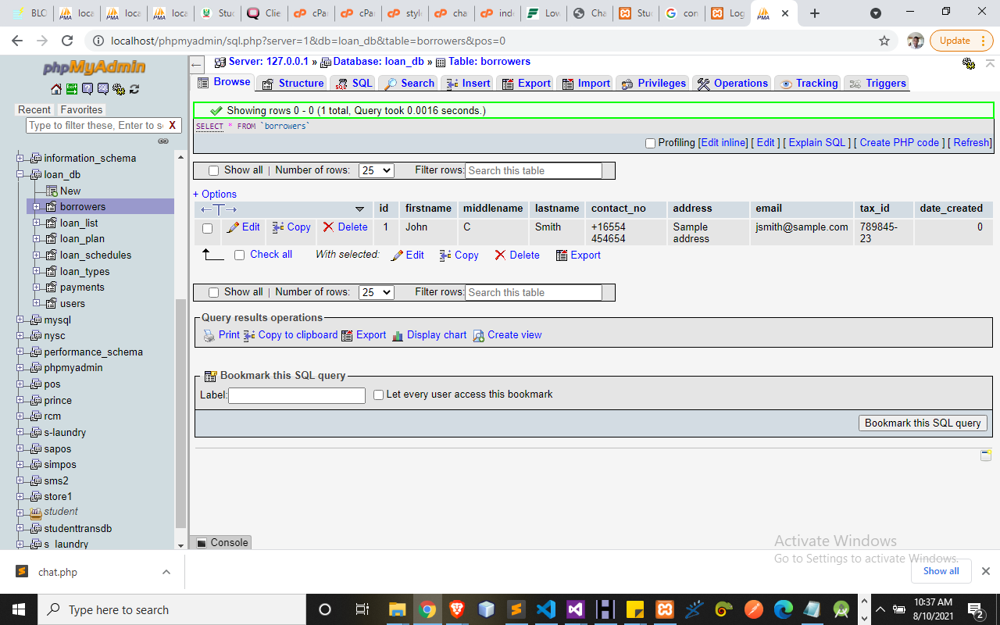 BLC loca loca loca Stuc Clie cPar cPar style chat inde Lov Cha Stuc con Log
localhost/phpmyadmin/sql.php?server=1&db=loan_db&table=borrowers&pos=0
Update
phpMyAdmin
Recent Favorites
Type to filter these, Enter to s X
information_schema
loan_db
New
borrowers
loan_list
loan_plan
loan_schedules
loan_types
payments
users
mysql
nysc
performance_schema
phpmyadmin
pos
prince
rcm
s-laundry
sapos
simpos
sms2
store1
student
studenttransdb
s_laundry
Server: 127.0.0.1 » Database: loan_db » Table: borrowers
Browse Structure SQL Search Insert Export Import Privileges Operations Tracking Triggers
Showing rows 0 - 0 (1 total, Query took 0.0016 seconds.)
SELECT * FROM `borrowers`
Profiling [Edit inline] [ Edit ] [ Explain SQL ] [ Create PHP code ] [ Refresh]
Show all | Number of rows: 25 Filter rows: Search this table
+ Options
id firstname middlename lastname contact_no address email tax_id date_created
Edit Copy Delete 1 John C Smith +16554 454654 Sample address jsmith@sample.com 789845-23 0
Check all With selected: Edit Copy Delete Export
Show all | Number of rows: 25 Filter rows: Search this table
Query results operations
Print Copy to clipboard Export Display chart Create view
Bookmark this SQL query
Label: Let every user access this bookmark
Bookmark this SQL query
Console
Activate Windows
Go to Settings to activate Windows.
chat.php
Show all
Type here to search
10:37 AM
8/10/2021
2